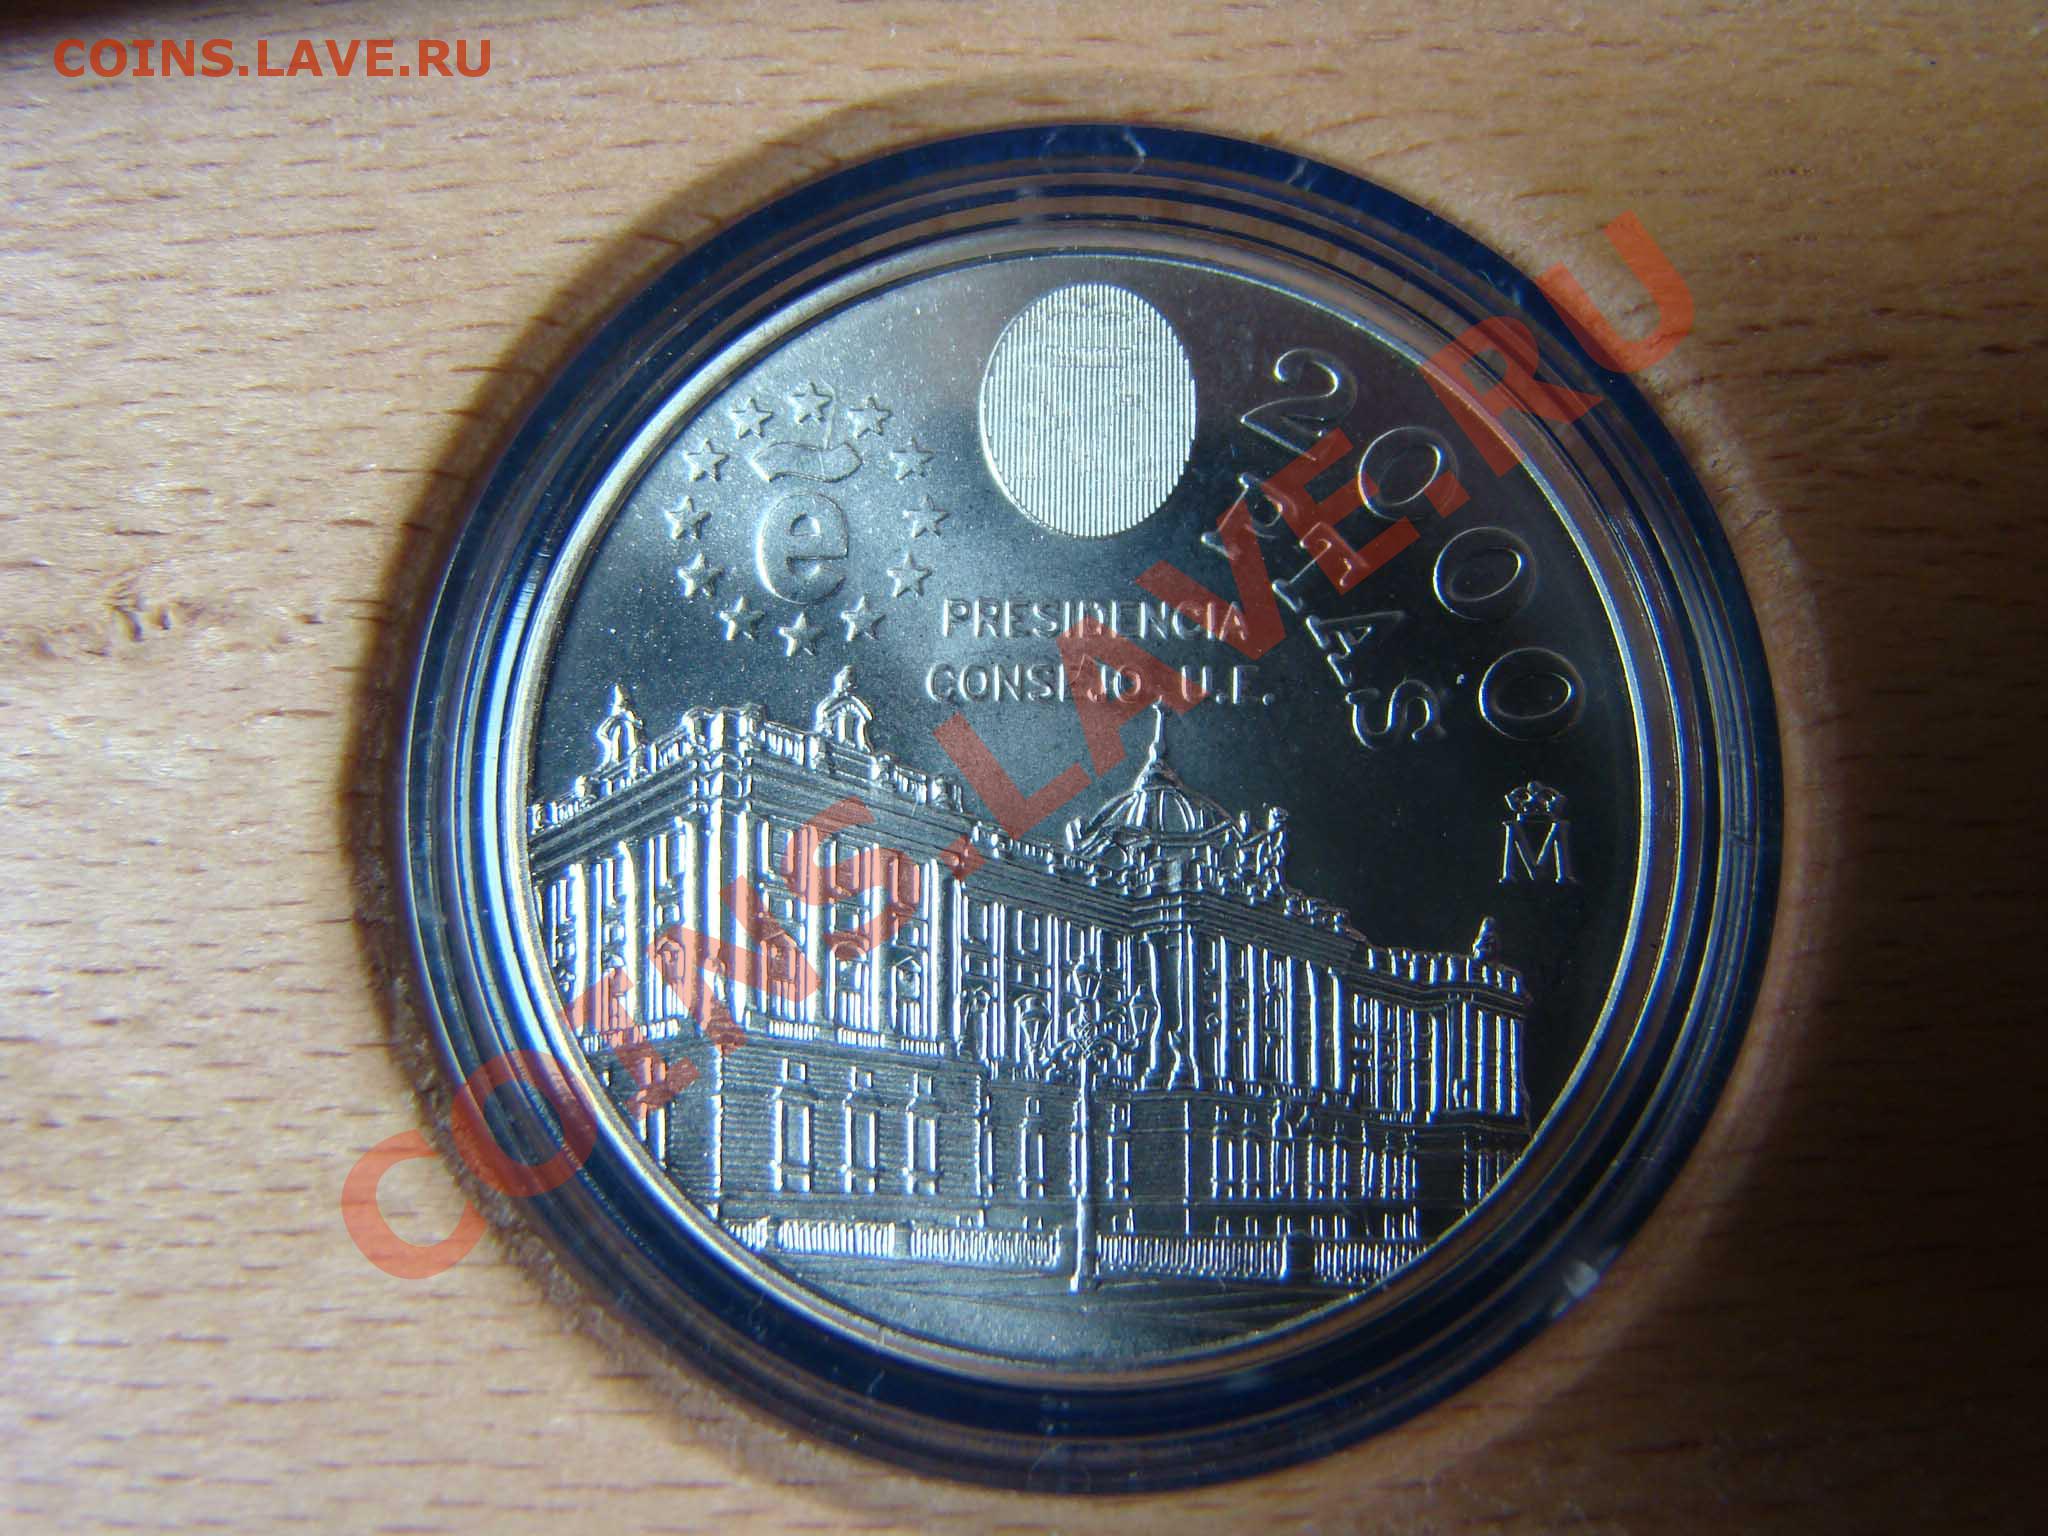 COINS.LAVE.RU
2000
PTAS
ẽ
PRESIDENCIA
CONSEJO U.E.
M
COINS.LAVE.RU